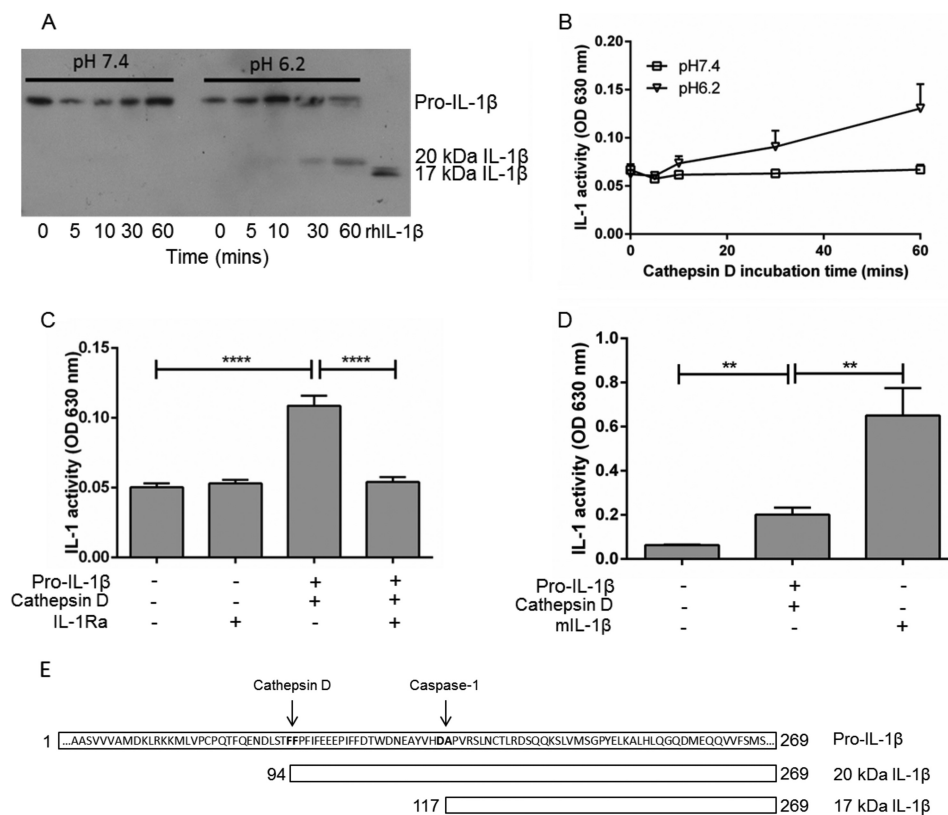 A
pH 7.4
pH 6.2
Pro-IL-1β
20 kDa IL-1β
17 kDa IL-1β
0 5 10 30 60 0 5 10 30 60 rhIL-1β
Time (mins)
B
IL-1 activity (OD 630 nm)
0.20
0.15
0.10
0.05
0.00
pH7.4
pH6.2
0 20 40 60
Cathepsin D incubation time (mins)
C
IL-1 activity (OD 630 nm)
0.15
0.10
0.05
0.00
**** ****
Pro-IL-1β - - + +
Cathepsin D - - + +
IL-1Ra - + - +
D
IL-1 activity (OD 630 nm)
1.0
0.8
0.6
0.4
0.2
0.0
** **
Pro-IL-1β - + -
Cathepsin D - + -
mIL-1β - - +
E
Cathepsin D Caspase-1
1 ...AASVVVAMDKLRKKMLVPCPQTFQENDLSTFFPFIFEEEPIFFDTWDNEAYVHDAPVRSLNCTLRDSQQKSLVMSGPYELKALHLQGQDMEQQVVFSMS... 269 Pro-IL-1β
94 269 20 kDa IL-1β
117 269 17 kDa IL-1β